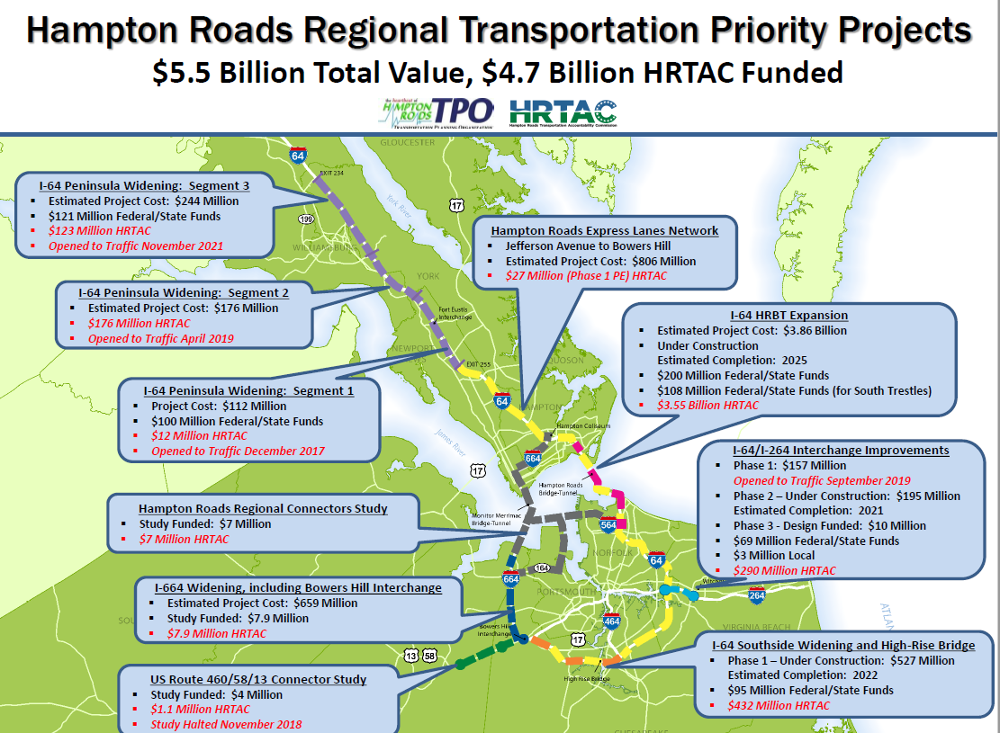 Hampton Roads Regional Transportation Priority Projects
$5.5 Billion Total Value, $4.7 Billion HRTAC Funded
the heartbeat of
HAMPTON ROADS TPO
TRANSPORTATION PLANNING ORGANIZATION
HRTAC
Hampton Roads Transportation Accountability Commission
GLOUCESTER
64
EXIT 234
I-64 Peninsula Widening: Segment 3
▪ Estimated Project Cost: $244 Million
▪ $121 Million Federal/State Funds
▪ $123 Million HRTAC
▪ Opened to Traffic November 2021
York River
17
199
WILLIAMSBURG
Hampton Roads Express Lanes Network
▪ Jefferson Avenue to Bowers Hill
▪ Estimated Project Cost: $806 Million
▪ $27 Million (Phase 1 PE) HRTAC
YORK
I-64 Peninsula Widening: Segment 2
▪ Estimated Project Cost: $176 Million
▪ $176 Million HRTAC
▪ Opened to Traffic April 2019
Fort Eustis
Interchange
I-64 HRBT Expansion
▪ Estimated Project Cost: $3.86 Billion
▪ Under Construction
Estimated Completion: 2025
▪ $200 Million Federal/State Funds
▪ $108 Million Federal/State Funds (for South Trestles)
▪ $3.55 Billion HRTAC
NEWPORT
QUOSON
EXIT 255
I-64 Peninsula Widening: Segment 1
▪ Project Cost: $112 Million
▪ $100 Million Federal/State Funds
▪ $12 Million HRTAC
▪ Opened to Traffic December 2017
64
HAMPTON
Hampton Coliseum
James River
664
17
I-64/I-264 Interchange Improvements
▪ Phase 1: $157 Million
Opened to Traffic September 2019
▪ Phase 2 – Under Construction: $195 Million
Estimated Completion: 2021
▪ Phase 3 - Design Funded: $10 Million
▪ $69 Million Federal/State Funds
▪ $3 Million Local
▪ $290 Million HRTAC
Hampton Roads
Bridge-Tunnel
Hampton Roads Regional Connectors Study
▪ Study Funded: $7 Million
▪ $7 Million HRTAC
Monitor Merrimac
Bridge-Tunnel
564
NORFOLK
64
164
664
I-664 Widening, including Bowers Hill Interchange
▪ Estimated Project Cost: $659 Million
▪ Study Funded: $7.9 Million
▪ $7.9 Million HRTAC
PORTSMOUTH
264
464
SOU
Bowers Hill
Interchange
17
VIRGINIA BEACH
ATLAN
13 58
High Rise Bridge
I-64 Southside Widening and High-Rise Bridge
▪ Phase 1 – Under Construction: $527 Million
Estimated Completion: 2022
▪ $95 Million Federal/State Funds
▪ $432 Million HRTAC
US Route 460/58/13 Connector Study
▪ Study Funded: $4 Million
▪ $1.1 Million HRTAC
▪ Study Halted November 2018
CHESAPEAKE